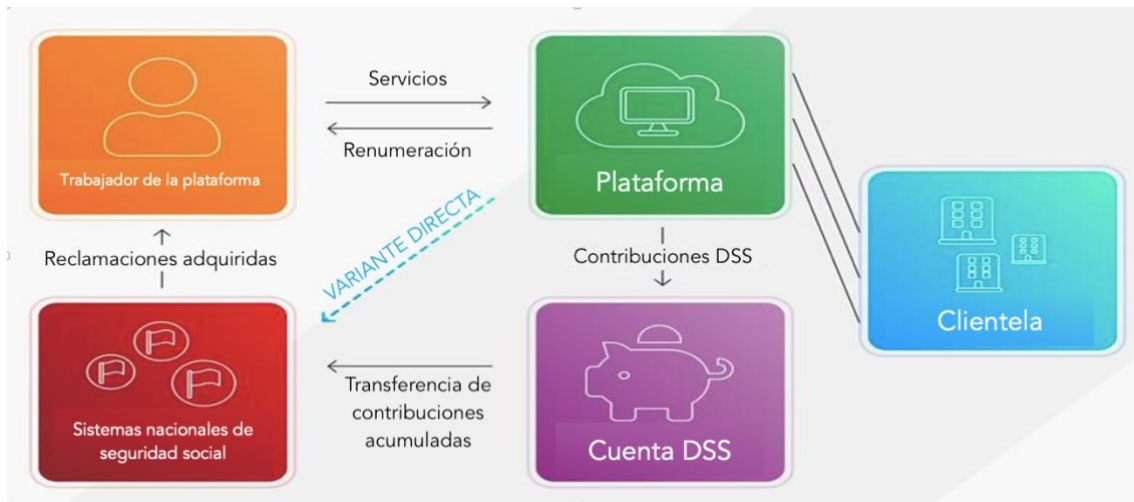 Trabajador de la plataforma
Servicios
Renumeración
Plataforma
VARIANTE DIRECTA
Reclamaciones adquiridas
Contribuciones DSS
Clientela
Sistemas nacionales de
seguridad social
Transferencia de
contribuciones
acumuladas
Cuenta DSS